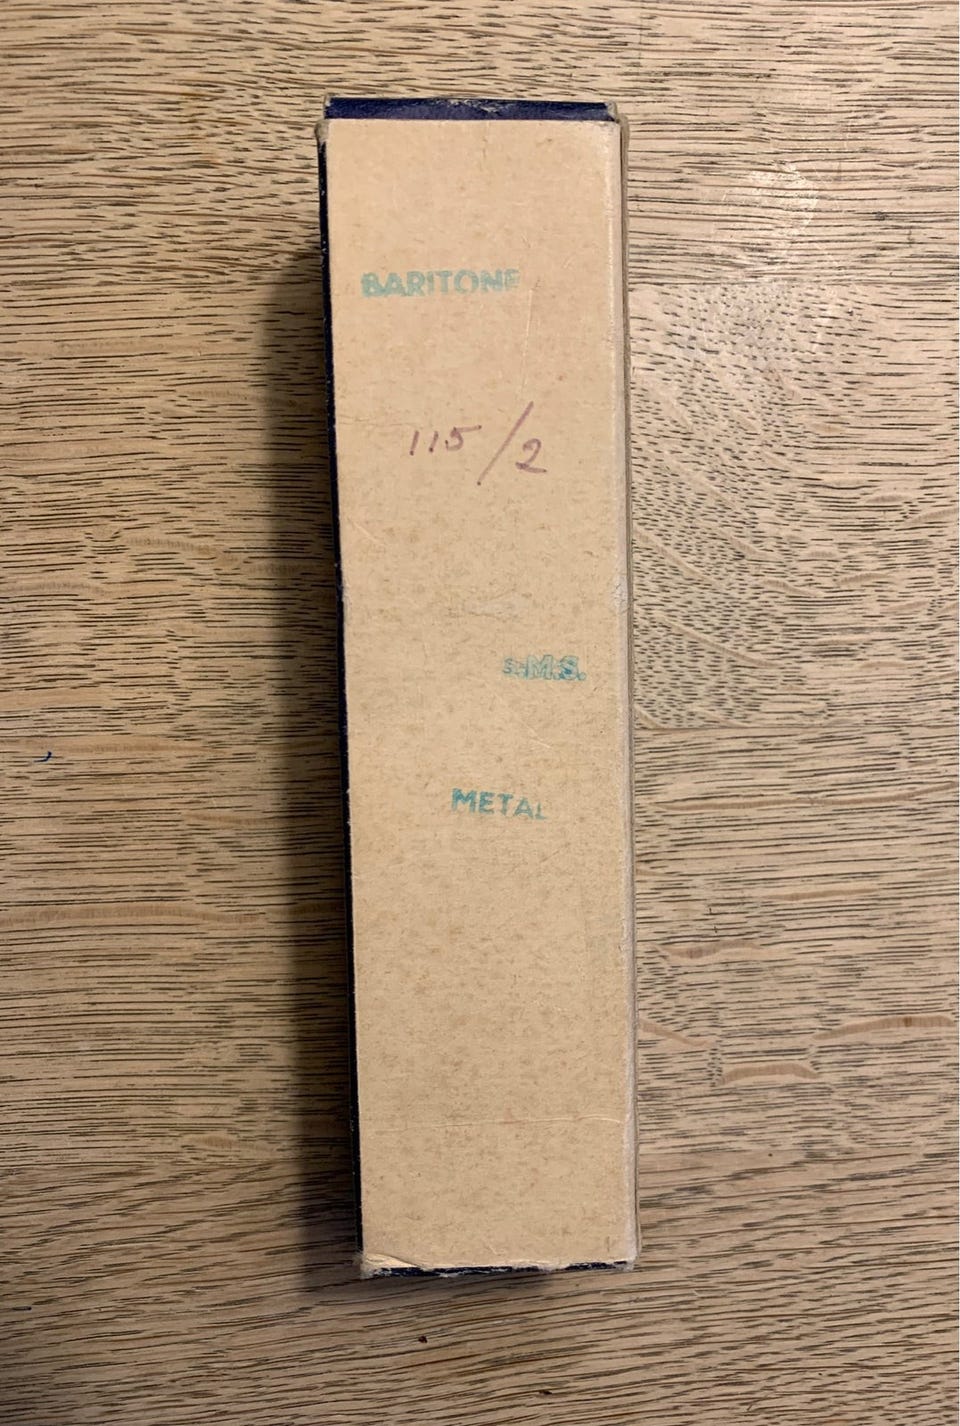 BARITONE
115/2
S.M.S.
METAL